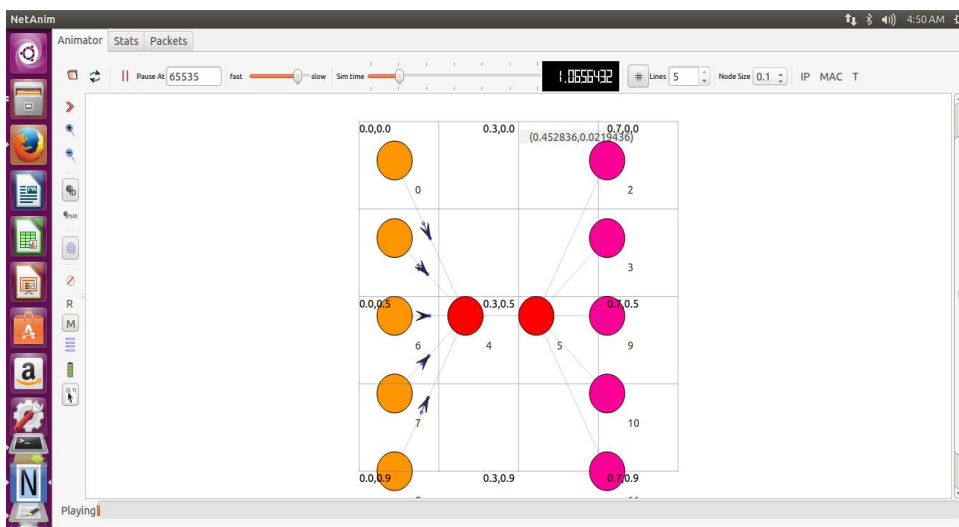 NetAnim
4:50 AM
Animator Stats Packets
Pause At 65535 fast slow Sim time 1.0656432 Lines 5 Node Size 0.1 IP MAC T
0.0,0.0 0.3,0.0 0.7,0.0
(0.452836,0.0219436)
0 2
3
0.0,0.5 0.3,0.5 0.7,0.5
6 4 5 9
7 10
0.0,0.9 0.3,0.9 0.7,0.9
R
M
Playing